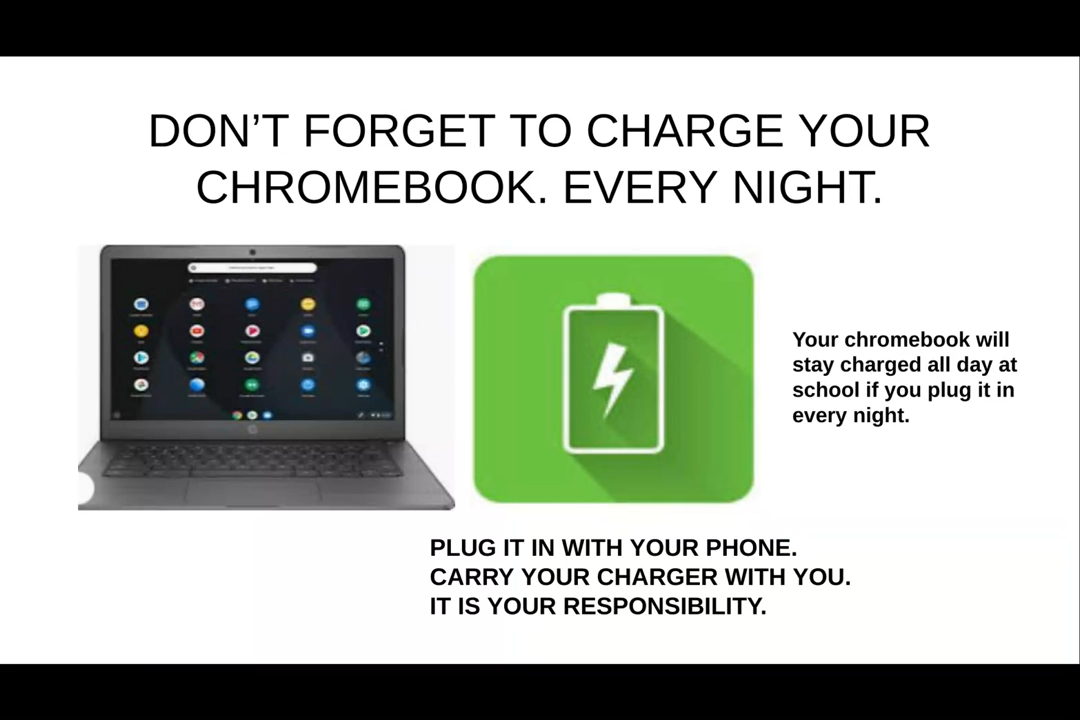 DON’T FORGET TO CHARGE YOUR
CHROMEBOOK. EVERY NIGHT.
Your chromebook will
stay charged all day at
school if you plug it in
every night.
PLUG IT IN WITH YOUR PHONE.
CARRY YOUR CHARGER WITH YOU.
IT IS YOUR RESPONSIBILITY.